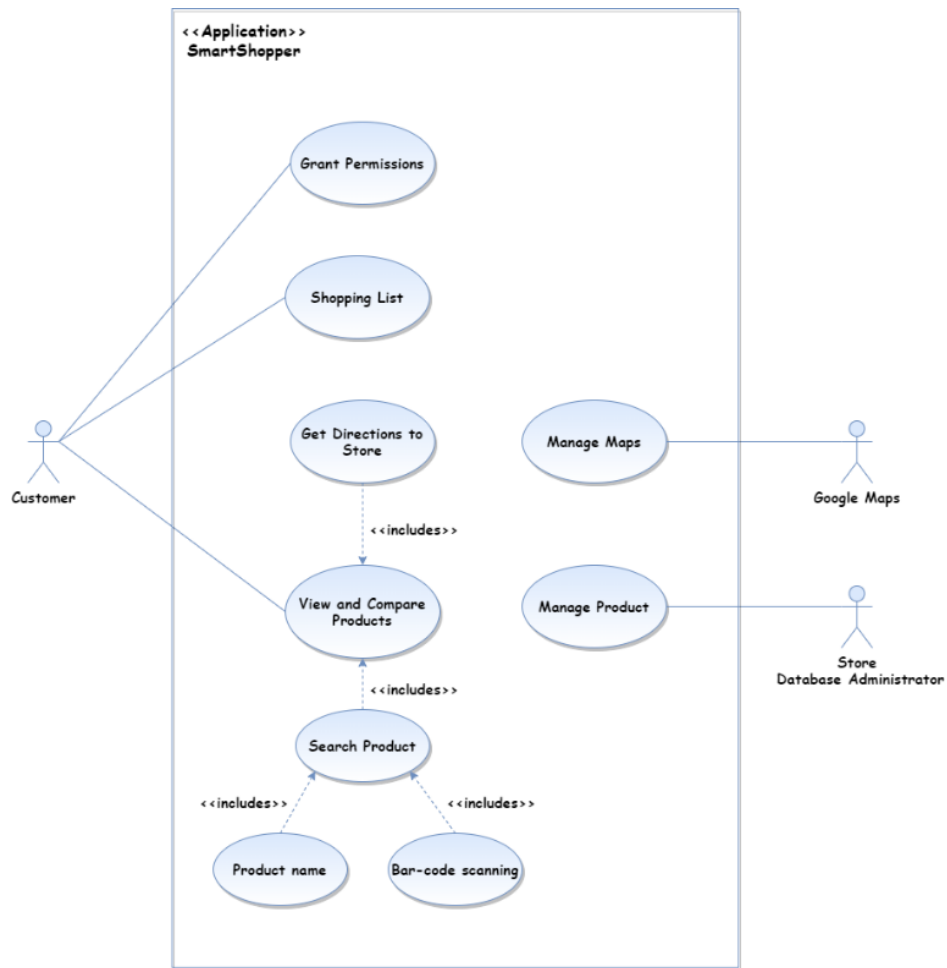 <<Application>>
SmartShopper
Grant Permissions
Shopping List
Get Directions to
Store
Manage Maps
Customer
Google Maps
<<includes>>
View and Compare
Products
Manage Product
Store
Database Administrator
<<includes>>
Search Product
<<includes>>
<<includes>>
Product name
Bar-code scanning